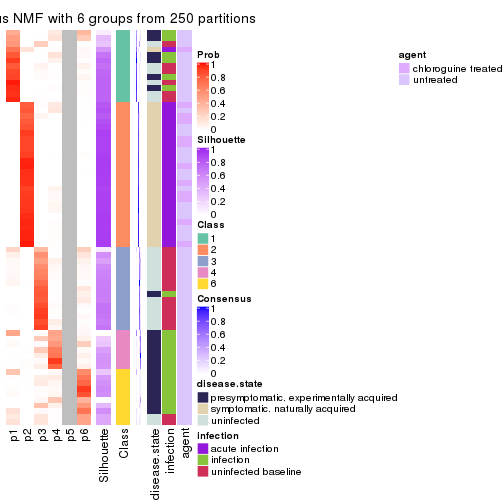 us NMF with 6 groups from 250 partitions
Prob
1
0.8
0.6
0.4
0.2
0
Silhouette
1
0.8
0.6
0.4
0.2
0
Class
1
2
3
4
6
Consensus
1
0.8
0.6
0.4
0.2
0
disease.state
presymptomatic. experimentally acquired
symptomatic. naturally acquired
uninfected
infection
acute infection
infection
uninfected baseline
agent
chloroguine treated
untreated
p1
p2
p3
p4
p5
p6
Silhouette
Class
disease.state
infection
agent